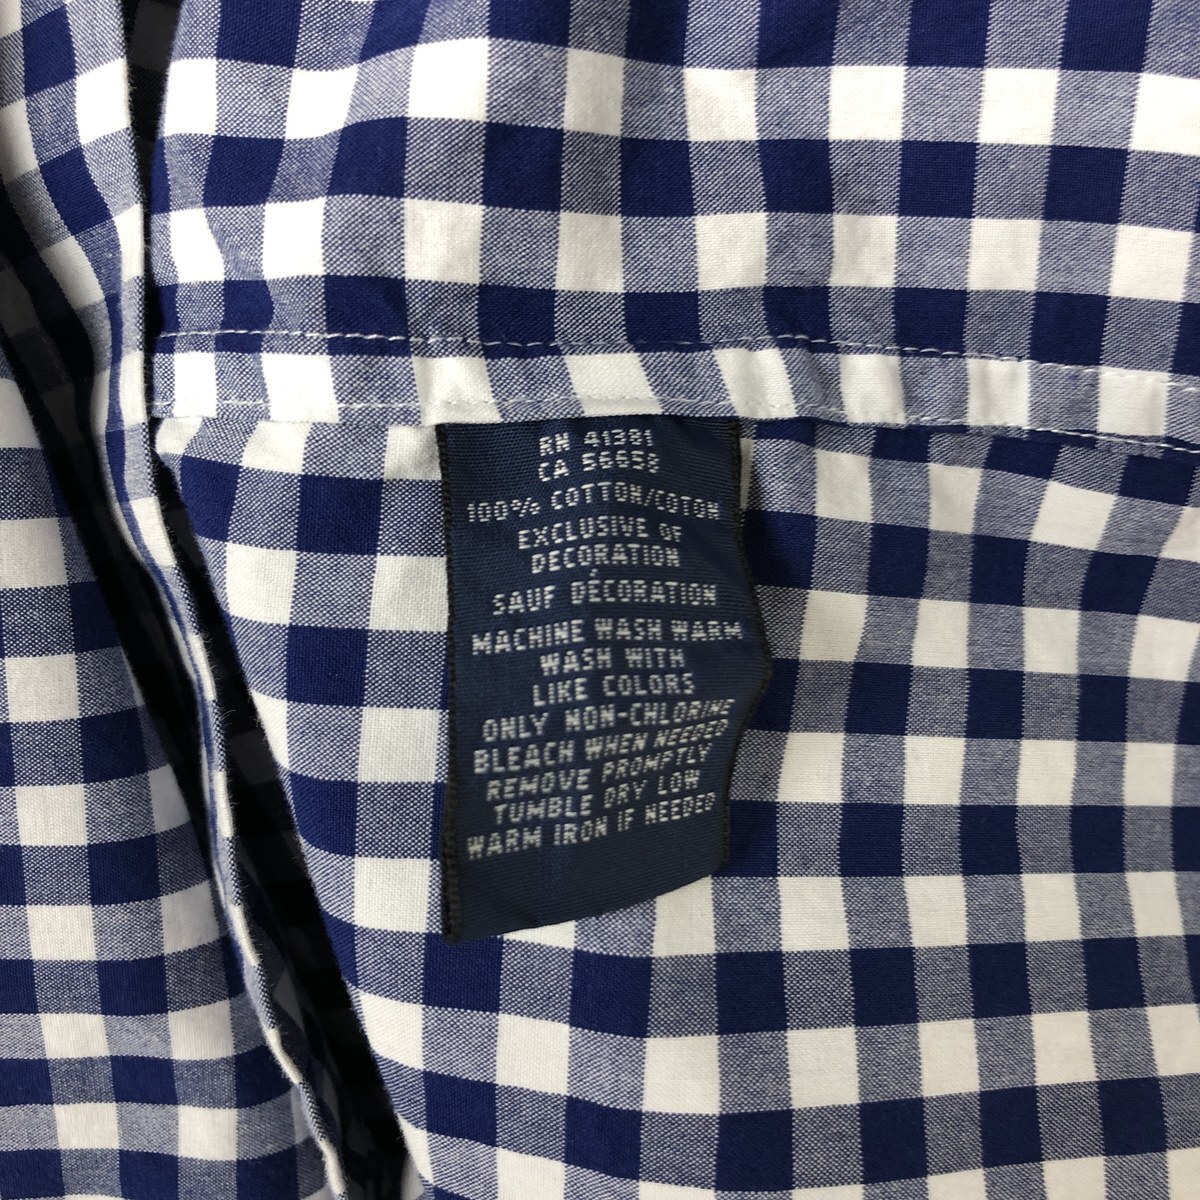 RN 41381
CA 56658
100% COTTON/COTON
EXCLUSIVE OF
DECORATION
SAUF DÉCORATION
MACHINE WASH WARM
WASH WITH
LIKE COLORS
ONLY NON-CHLORINE
BLEACH WHEN NEEDED
REMOVE PROMPTLY
TUMBLE DRY LOW
WARM IRON IF NEEDED